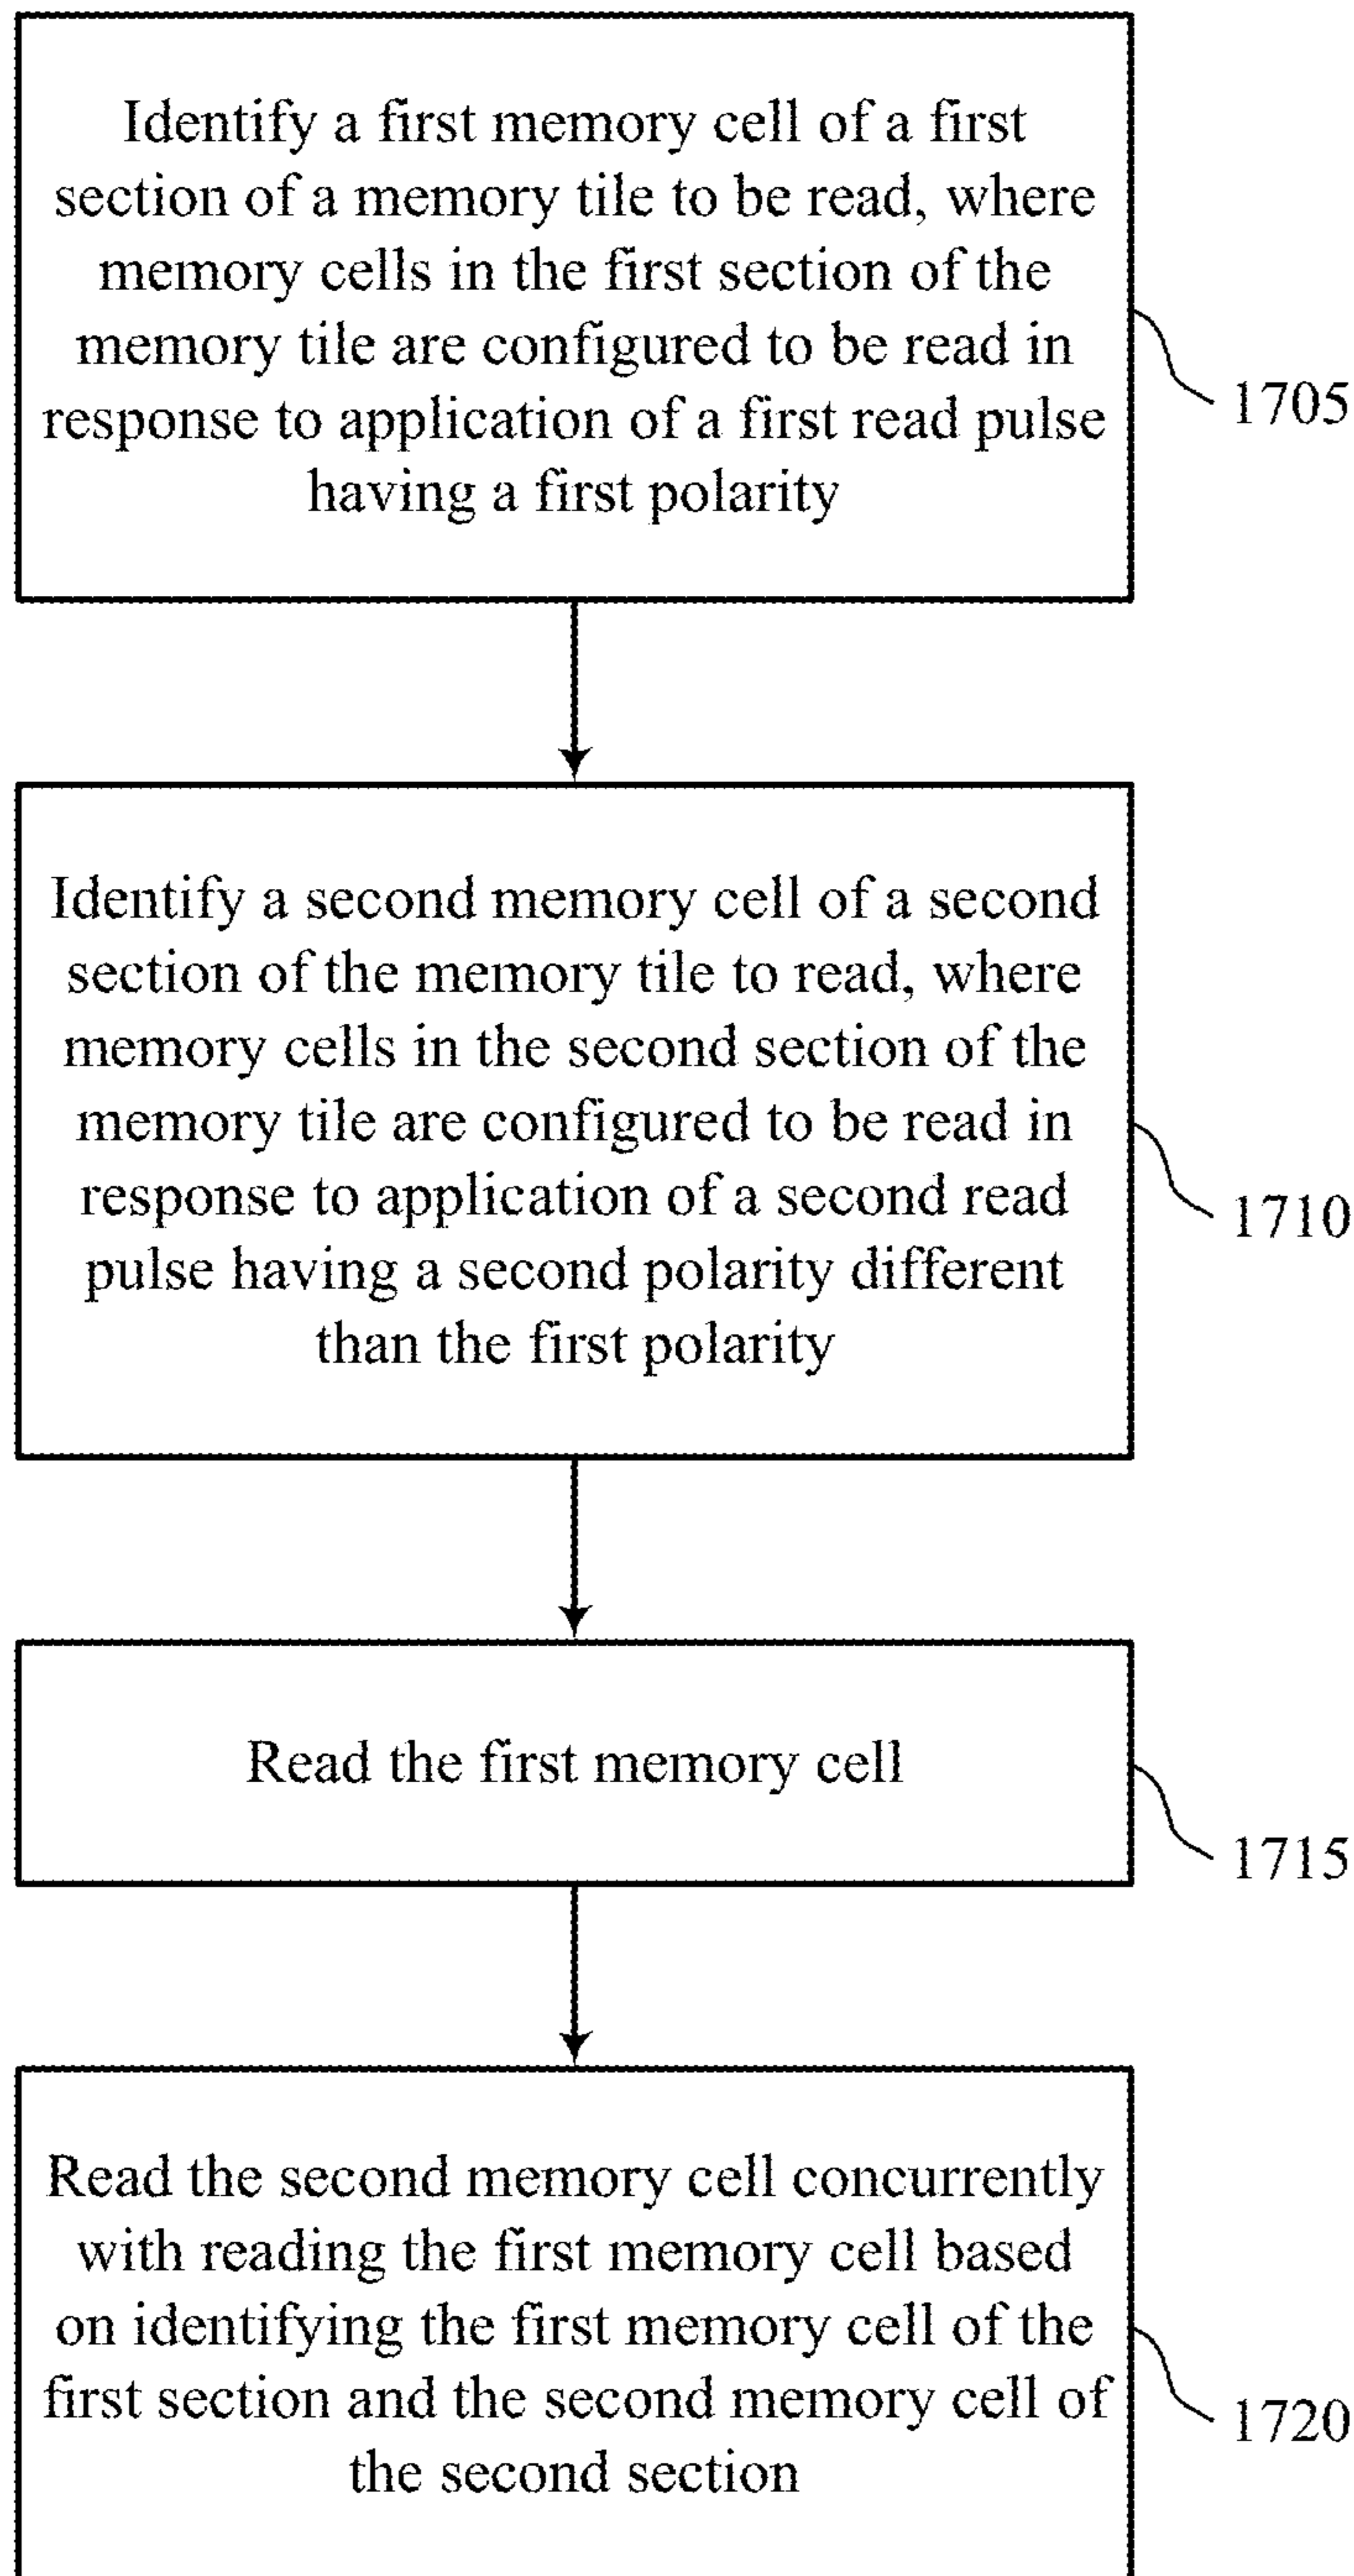 Identify a first memory cell of a first
section of a memory tile to be read, where
memory cells in the first section of the
memory tile are configured to be read in
response to application of a first read pulse
having a first polarity
1705
Identify a second memory cell of a second
section of the memory tile to read, where
memory cells in the second section of the
memory tile are configured to be read in
response to application of a second read
pulse having a second polarity different
than the first polarity
1710
Read the first memory cell
1715
Read the second memory cell concurrently
with reading the first memory cell based
on identifying the first memory cell of the
first section and the second memory cell of
the second section
1720